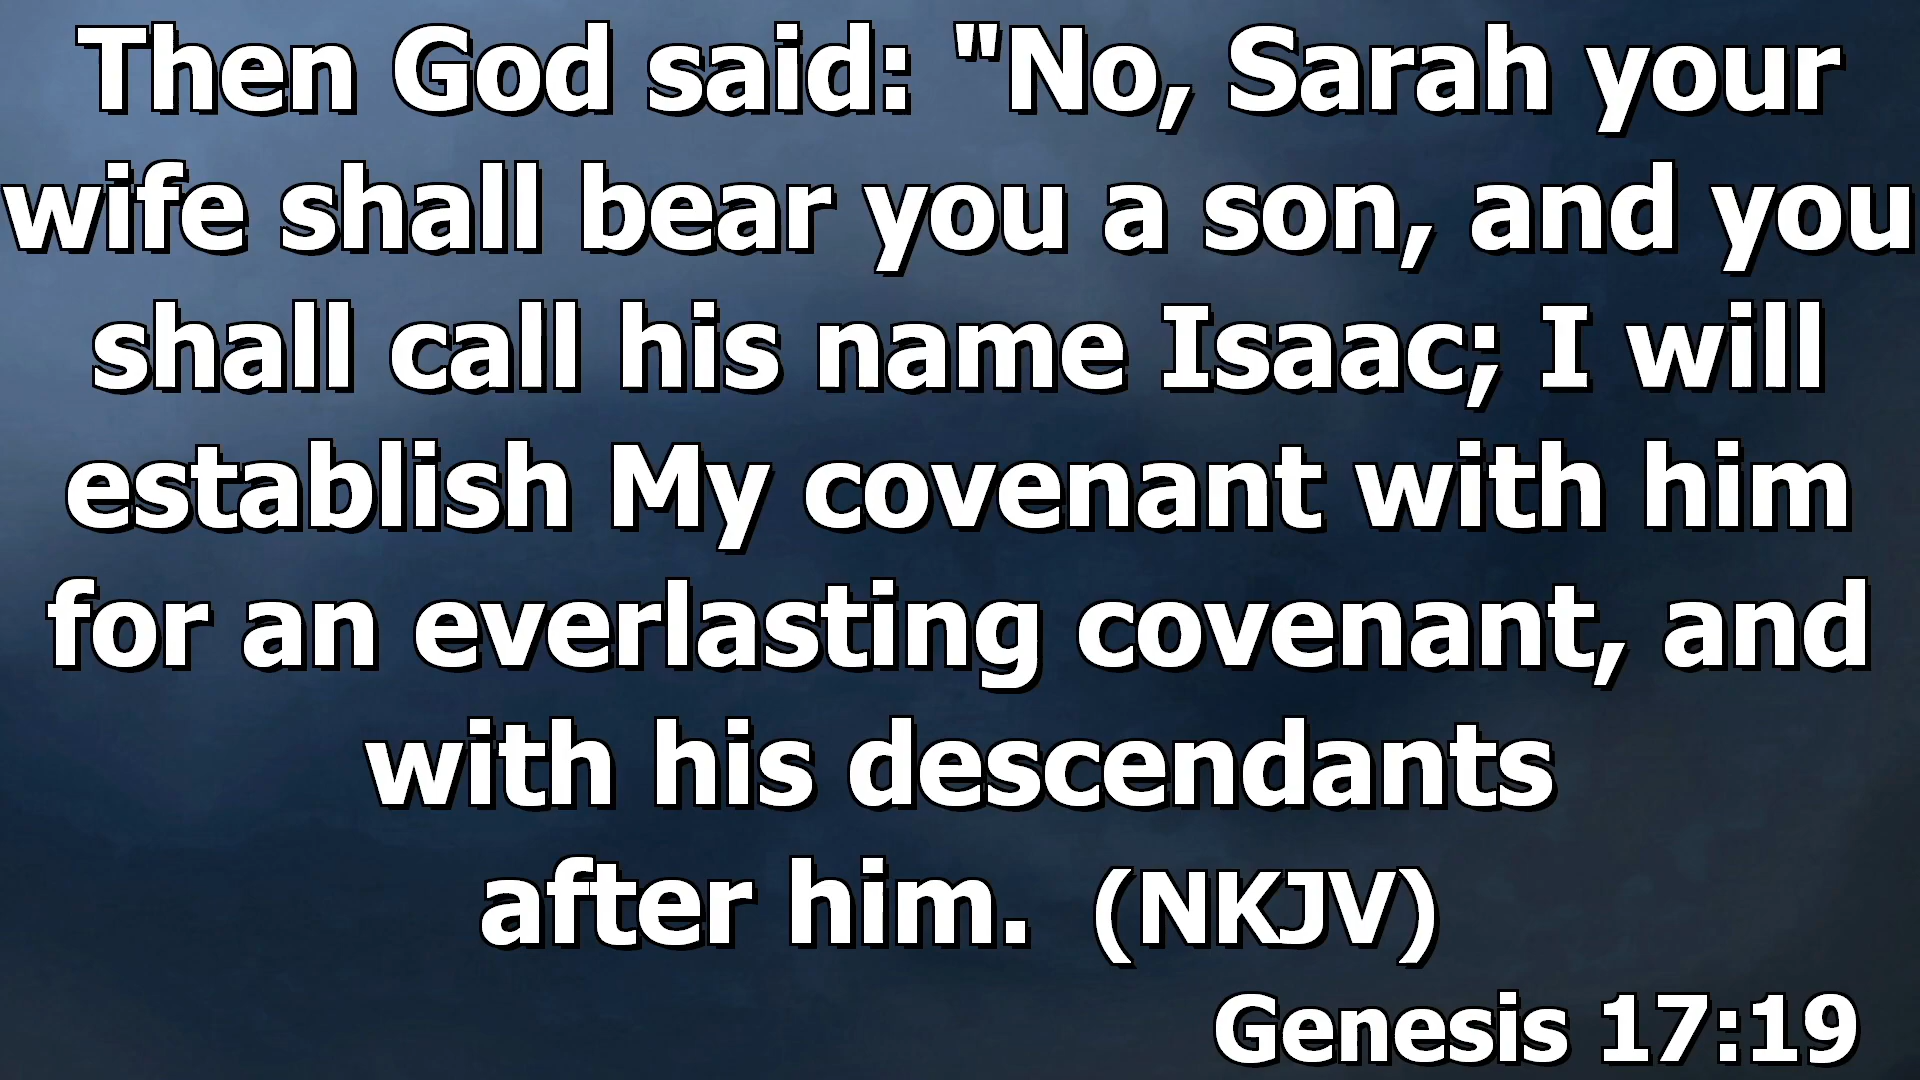 Then God said: "No, Sarah your
wife shall bear you a son, and you
shall call his name Isaac; I will
establish My covenant with him
for an everlasting covenant, and
with his descendants
after him.  (NKJV)
Genesis 17:19